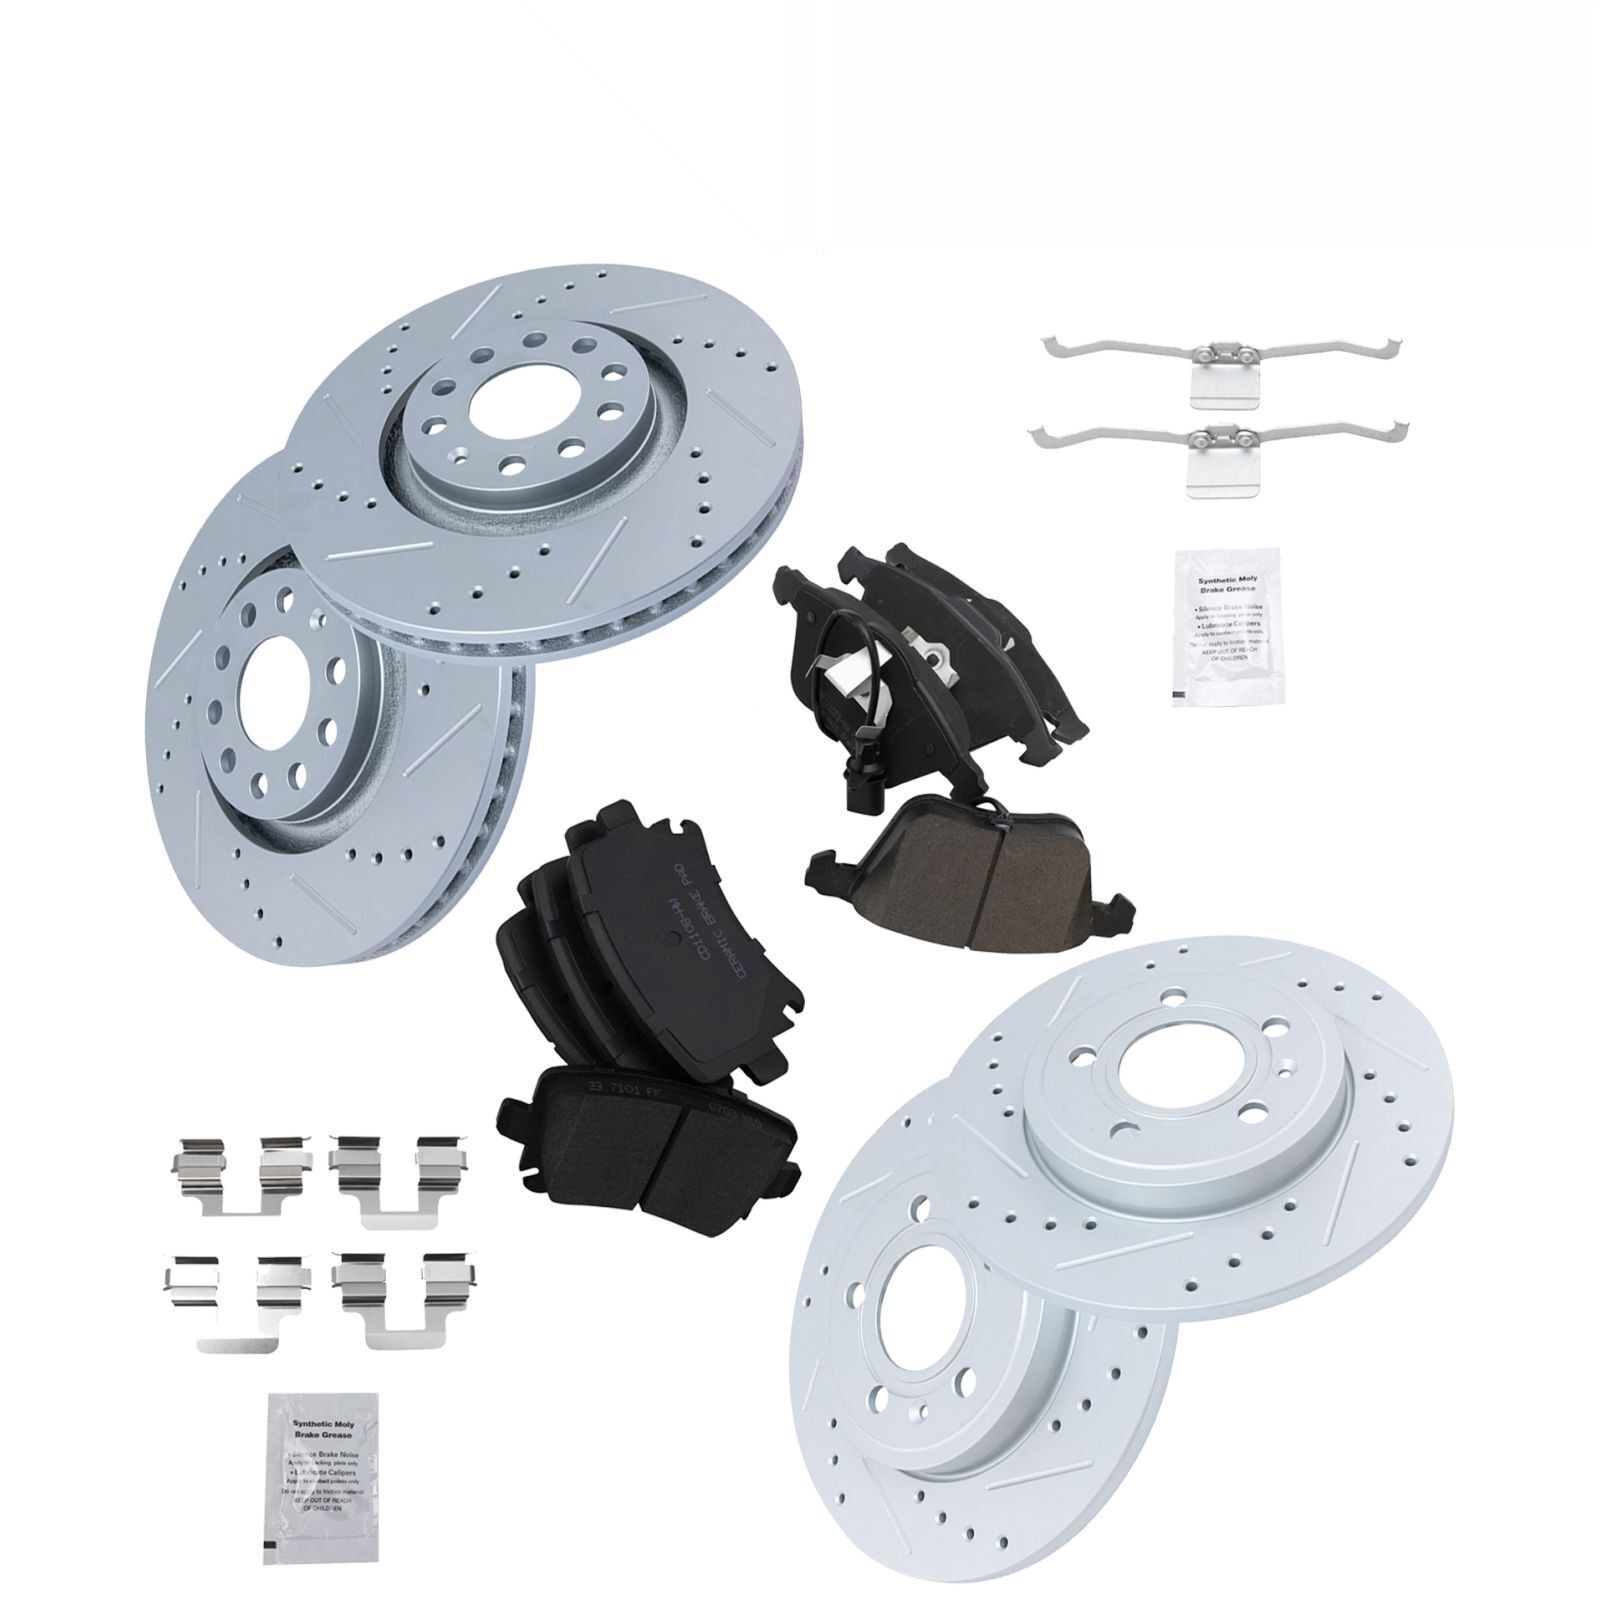 Synthetic Moly
Brake Grease
• Silence Brake Noise
Apply to backing plate only
• Lubricate Calipers
Apply to contact points only
Do not apply to friction material
KEEP OUT OF REACH
OF CHILDREN
CERAMIC BRAKE PAD
CD1108-HW
33 7101 FF
Synthetic Moly
Brake Grease
• Silence Brake Noise
Apply to backing plate only
• Lubricate Calipers
Apply to contact points only
Do not apply to friction material
KEEP OUT OF REACH
OF CHILDREN